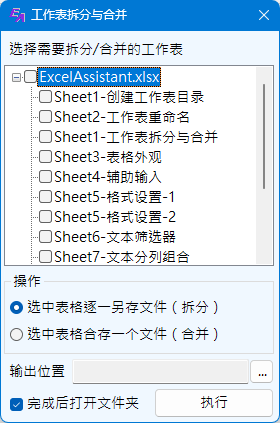 工作表拆分与合并
选择需要拆分/合并的工作表
ExcelAssistant.xlsx
Sheet1-创建工作表目录
Sheet2-工作表重命名
Sheet1-工作表拆分与合并
Sheet3-表格外观
Sheet4-辅助输入
Sheet5-格式设置-1
Sheet5-格式设置-2
Sheet6-文本筛选器
Sheet7-文本分列组合
操作
选中表格逐一另存文件（拆分）
选中表格合存一个文件（合并）
输出位置 ...
完成后打开文件夹 执行